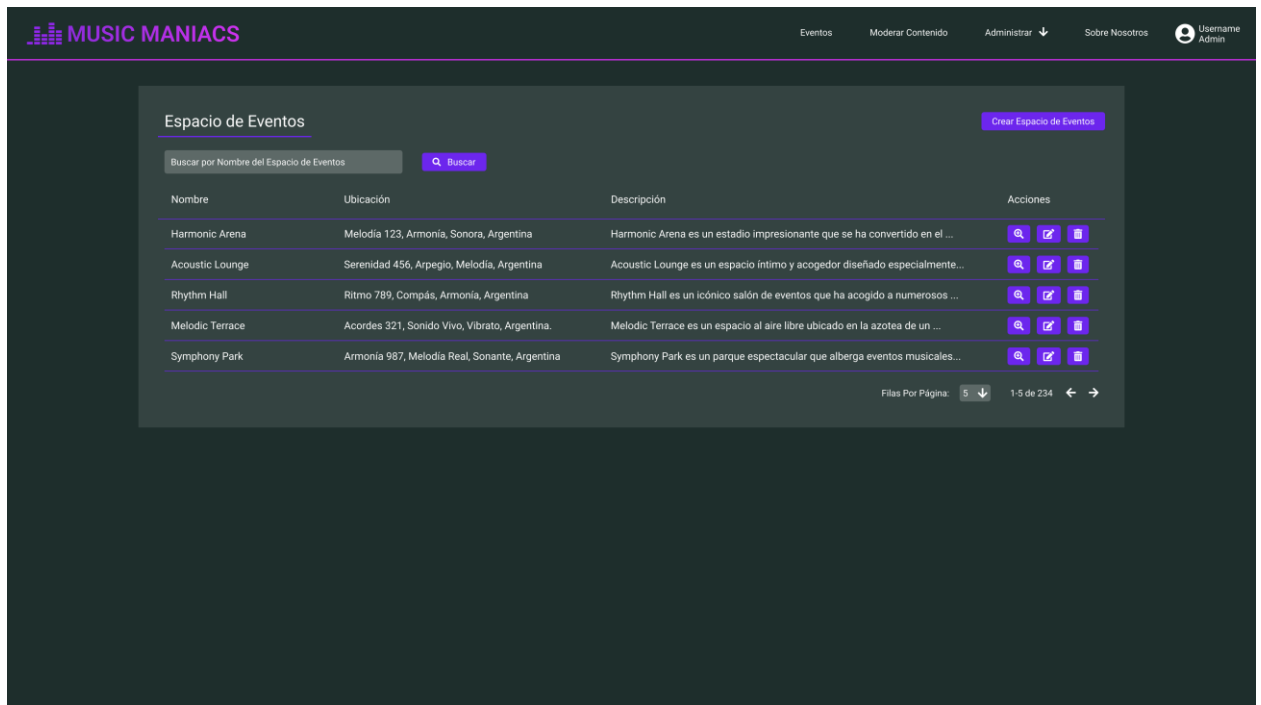 MUSIC MANIACS
Eventos Moderar Contenido Administrar Sobre Nosotros Username
Admin
Espacio de Eventos Crear Espacio de Eventos
Buscar por Nombre del Espacio de Eventos Buscar
Nombre Ubicación Descripción Acciones
Harmonic Arena Melodía 123, Armonía, Sonora, Argentina Harmonic Arena es un estadio impresionante que se ha convertido en el ...
Acoustic Lounge Serenidad 456, Arpegio, Melodía, Argentina Acoustic Lounge es un espacio íntimo y acogedor diseñado especialmente...
Rhythm Hall Ritmo 789, Compás, Armonía, Argentina Rhythm Hall es un icónico salón de eventos que ha acogido a numerosos ...
Melodic Terrace Acordes 321, Sonido Vivo, Vibrato, Argentina. Melodic Terrace es un espacio al aire libre ubicado en la azotea de un ...
Symphony Park Armonía 987, Melodía Real, Sonante, Argentina Symphony Park es un parque espectacular que alberga eventos musicales...
Filas Por Página: 5 1-5 de 234